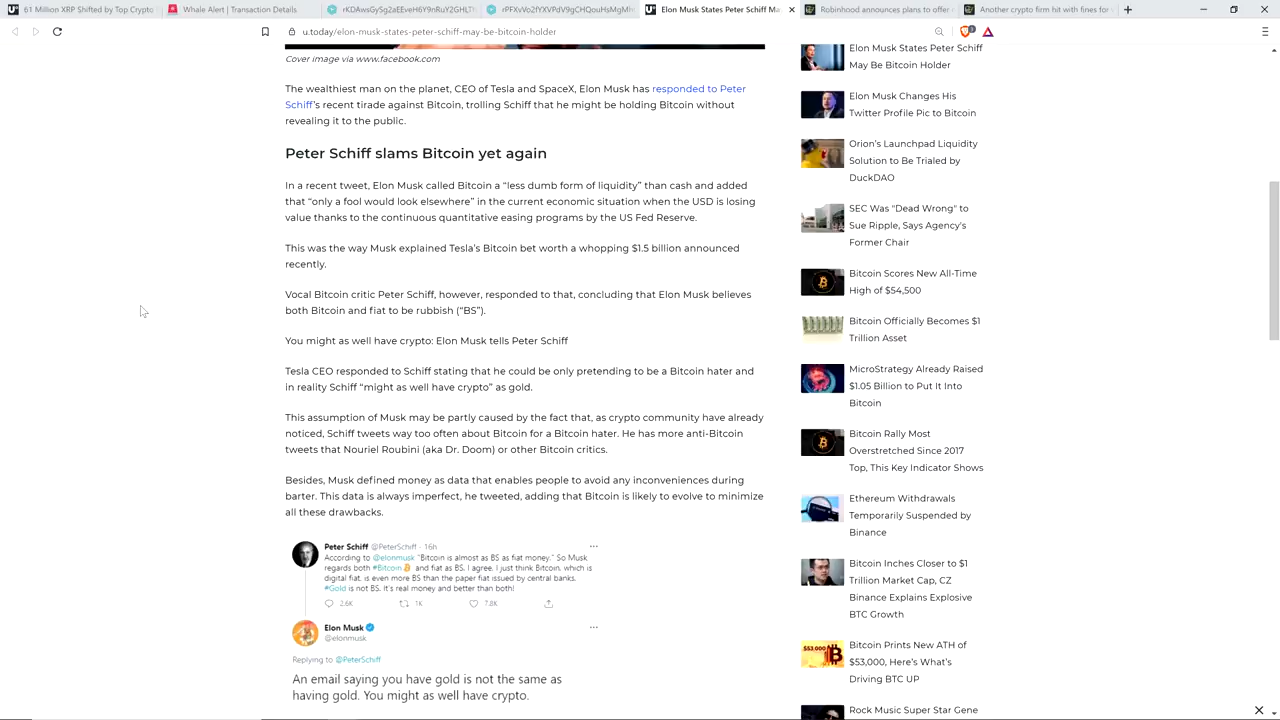 61 Million XRP Shifted by Top Crypto
Whale Alert | Transaction Details
Elon Musk States Peter Schiff Ma
Robinhood announces plans to offer
Another crypto firm hit with fines for v
u.today/elon-musk-states-peter-schiff-may-be-bitcoin-holder
Cover image via www.facebook.com
The wealthiest man on the planet, CEO of Tesla and SpaceX, Elon Musk has responded to Peter
Schiff's recent tirade against Bitcoin, trolling Schiff that he might be holding Bitcoin without
revealing it to the public.
Peter Schiff slams Bitcoin yet again
In a recent tweet, Elon Musk called Bitcoin a “less dumb form of liquidity” than cash and added
that “only a fool would look elsewhere” in the current economic situation when the USD is losing
value thanks to the continuous quantitative easing programs by the US Fed Reserve.
This was the way Musk explained Tesla's Bitcoin bet worth a whopping $1.5 billion announced
recently.
Vocal Bitcoin critic Peter Schiff, however, responded to that, concluding that Elon Musk believes
both Bitcoin and fiat to be rubbish (“BS”).
You might as well have crypto: Elon Musk tells Peter Schiff
Tesla CEO responded to Schiff stating that he could be only pretending to be a Bitcoin hater and
in reality Schiff “might as well have crypto” as gold.
This assumption of Musk may be partly caused by the fact that, as crypto community have already
noticed, Schiff tweets way too often about Bitcoin for a Bitcoin hater. He has more anti-Bitcoin
tweets that Nouriel Roubini (aka Dr. Doom) or other Bitcoin critics.
Besides, Musk defined money as data that enables people to avoid any inconveniences during
barter. This data is always imperfect, he tweeted, adding that Bitcoin is likely to evolve to minimize
all these drawbacks.
Peter Schiff @PeterSchiff · 16h
According to @elonmusk "Bitcoin is almost as BS as fiat money." So Musk
regards both #Bitcoin and fiat as BS. I agree. I just think Bitcoin, which is
digital fiat, is even more BS than the paper fiat issued by central banks.
#Gold is not BS. It's real money and better than both!
2.6K 1K 7.8K
Elon Musk
@elonmusk
Replying to @PeterSchiff
An email saying you have gold is not the same as
having gold. You might as well have crypto.
Elon Musk States Peter Schiff
May Be Bitcoin Holder
Elon Musk Changes His
Twitter Profile Pic to Bitcoin
Orion's Launchpad Liquidity
Solution to Be Trialed by
DuckDAO
SEC Was "Dead Wrong" to
Sue Ripple, Says Agency's
Former Chair
Bitcoin Scores New All-Time
High of $54,500
Bitcoin Officially Becomes $1
Trillion Asset
MicroStrategy Already Raised
$1.05 Billion to Put It Into
Bitcoin
Bitcoin Rally Most
Overstretched Since 2017
Top, This Key Indicator Shows
Ethereum Withdrawals
Temporarily Suspended by
Binance
Bitcoin Inches Closer to $1
Trillion Market Cap, CZ
Binance Explains Explosive
BTC Growth
$53,000
Bitcoin Prints New ATH of
$53,000, Here's What's
Driving BTC UP
Rock Music Super Star Gene